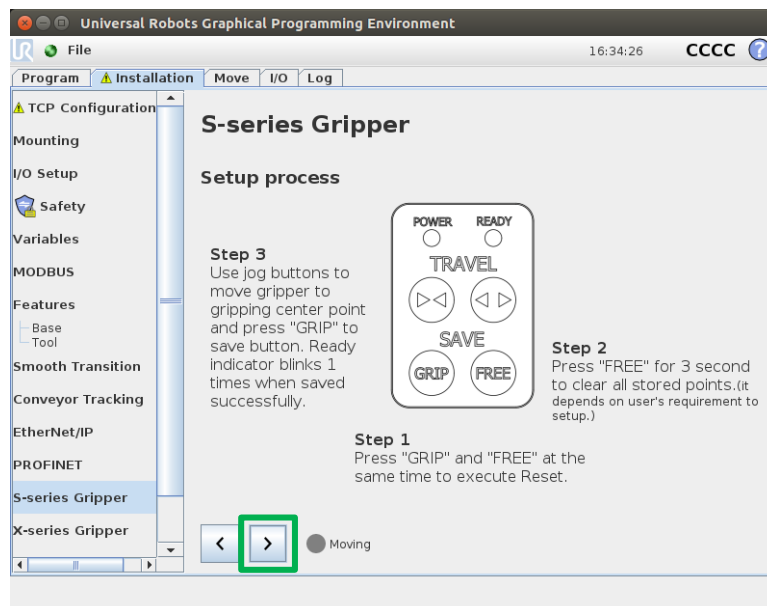 Universal Robots Graphical Programming Environment
UR File 16:34:26 CCCC ?
Program Installation Move I/O Log
TCP Configuration
Mounting
I/O Setup
Safety
Variables
MODBUS
Features
Base
Tool
Smooth Transition
Conveyor Tracking
EtherNet/IP
PROFINET
S-series Gripper
X-series Gripper
S-series Gripper
Setup process
Step 3
Use jog buttons to
move gripper to
gripping center point
and press "GRIP" to
save button. Ready
indicator blinks 1
times when saved
successfully.
POWER READY
TRAVEL
SAVE
GRIP FREE
Step 2
Press "FREE" for 3 second
to clear all stored points.(it
depends on user's requirement to
setup.)
Step 1
Press "GRIP" and "FREE" at the
same time to execute Reset.
< >
Moving